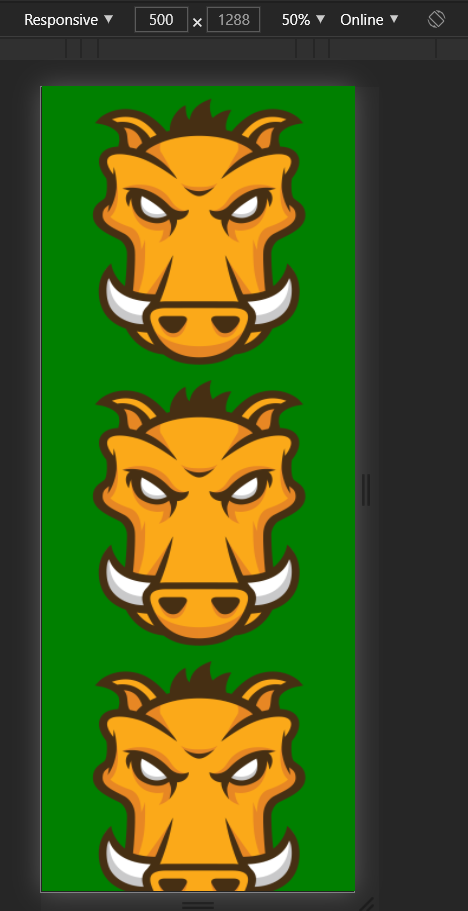 Responsive ▼ 500 × 1288 50% ▼ Online ▼